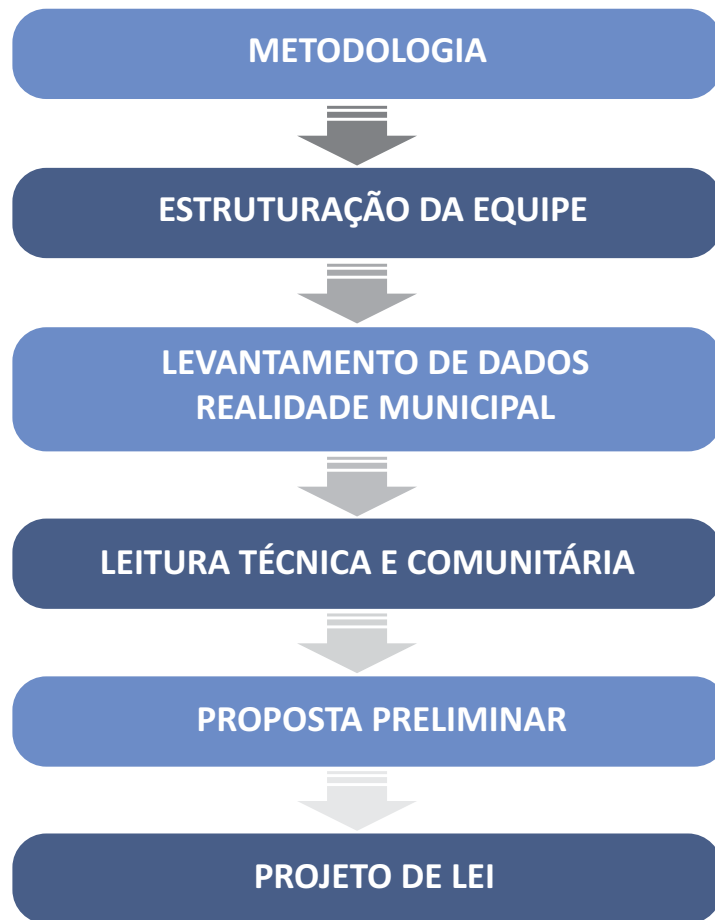 METODOLOGIA
ESTRUTURAÇÃO DA EQUIPE
LEVANTAMENTO DE DADOS
REALIDADE MUNICIPAL
LEITURA TÉCNICA E COMUNITÁRIA
PROPOSTA PRELIMINAR
PROJETO DE LEI